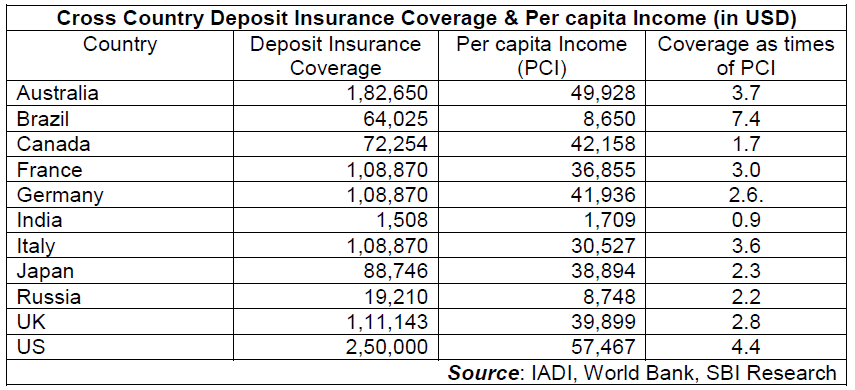 Cross Country Deposit Insurance Coverage & Per capita Income (in USD)
Country Deposit Insurance Coverage Per capita Income (PCI) Coverage as times of PCI
Australia 1,82,650 49,928 3.7
Brazil 64,025 8,650 7.4
Canada 72,254 42,158 1.7
France 1,08,870 36,855 3.0
Germany 1,08,870 41,936 2.6.
India 1,508 1,709 0.9
Italy 1,08,870 30,527 3.6
Japan 88,746 38,894 2.3
Russia 19,210 8,748 2.2
UK 1,11,143 39,899 2.8
US 2,50,000 57,467 4.4
Source: IADI, World Bank, SBI Research